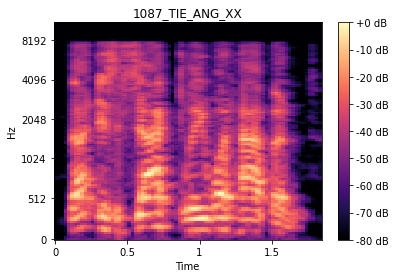 1087_TIE_ANG_XX
+0 dB
8192
-10 dB
4096
-20 dB
-30 dB
2048
Hz
-40 dB
1024
-50 dB
512
-60 dB
-70 dB
0
-80 dB
0
0.5
1
1.5
Time